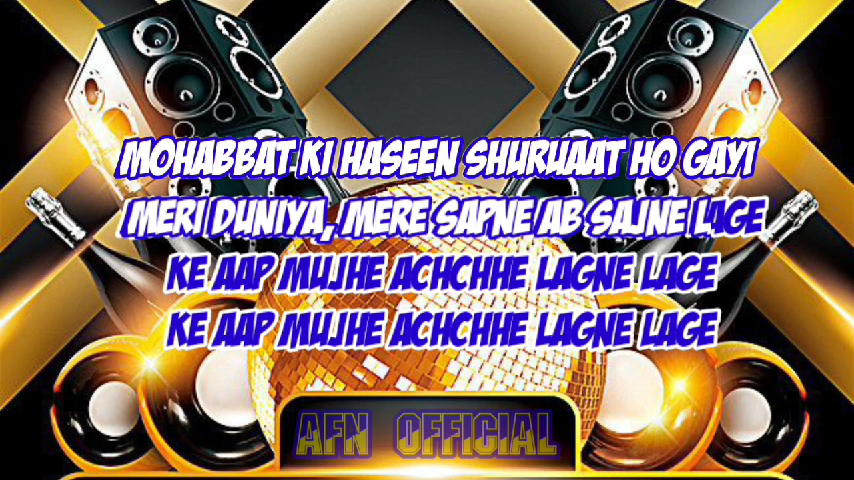 MOHABBAT KI HASEEN SHURUAAT HO GAYI
MERI DUNIYA, MERE SAPNE AB SAJNE LAGE
KE AAP MUJHE ACHCHHE LAGNE LAGE
KE AAP MUJHE ACHCHHE LAGNE LAGE
AFN OFFICIAL